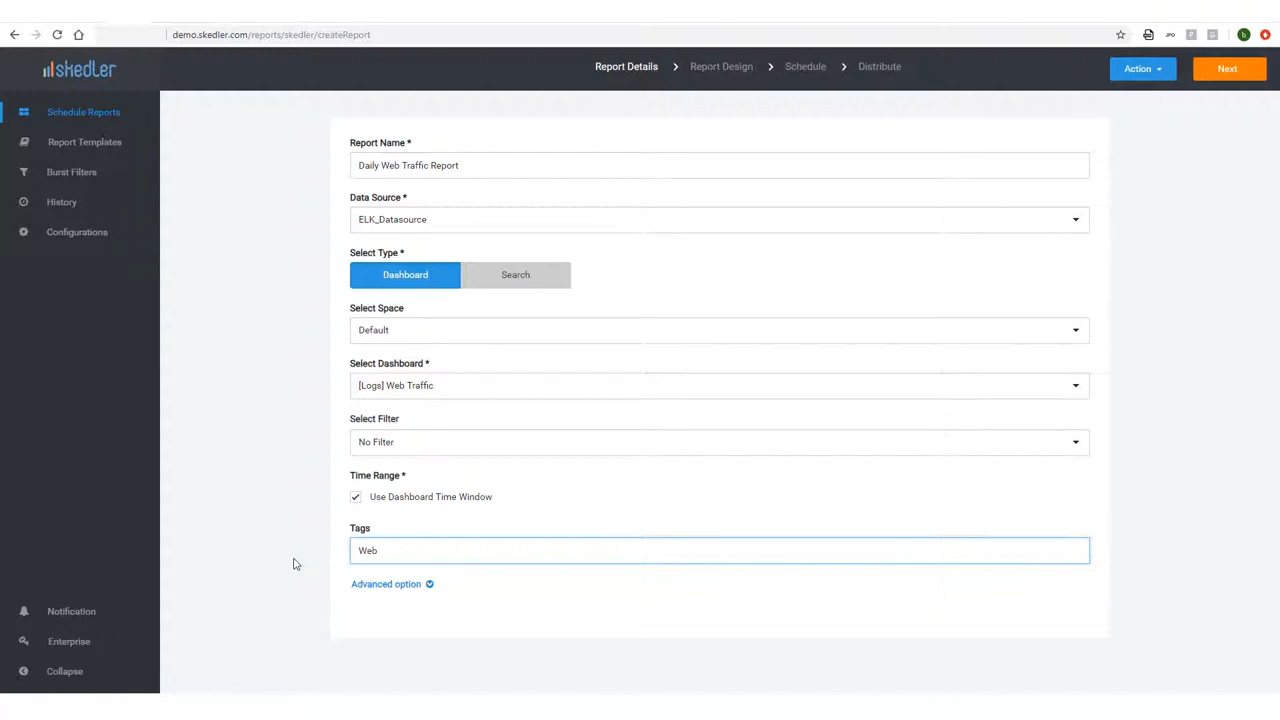 demo.skedler.com/reports/skedler/createReport
JPG
P
G
b
skedler
Report Details
Report Design
Schedule
Distribute
Action
Next
Schedule Reports
Report Templates
Burst Filters
History
Configurations
Report Name *
Daily Web Traffic Report
Data Source *
ELK_Datasource
Select Type *
Dashboard
Search
Select Space
Default
Select Dashboard *
[Logs] Web Traffic
Select Filter
No Filter
Time Range *
Use Dashboard Time Window
Tags
Web
Advanced option
Notification
Enterprise
Collapse